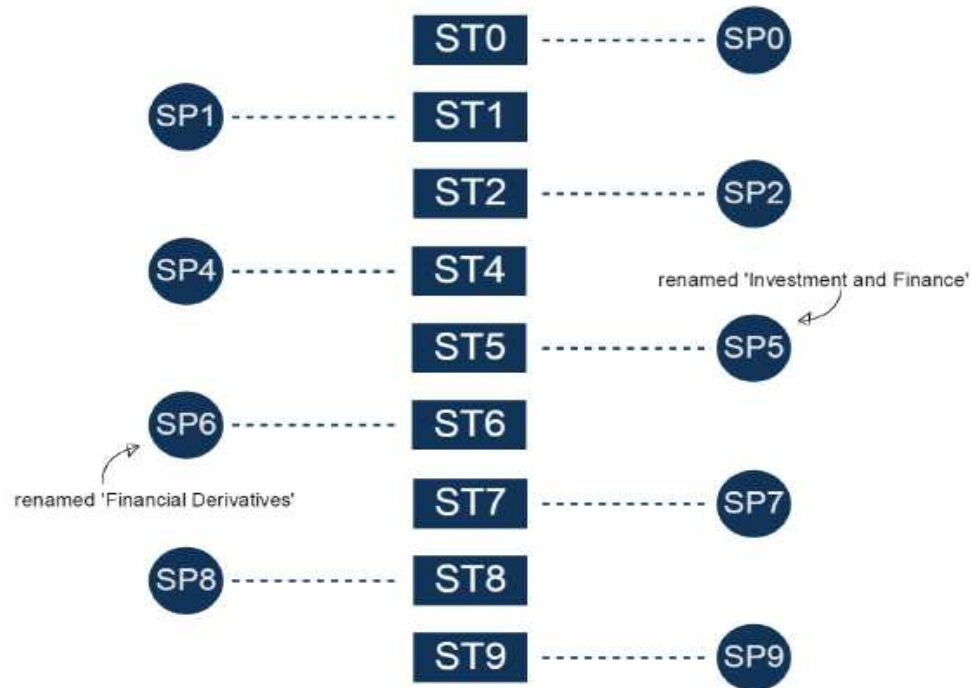 ST0 SP0
SP1 ST1
ST2 SP2
SP4 ST4
renamed 'Investment and Finance'
ST5 SP5
SP6 ST6
renamed 'Financial Derivatives'
ST7 SP7
SP8 ST8
ST9 SP9